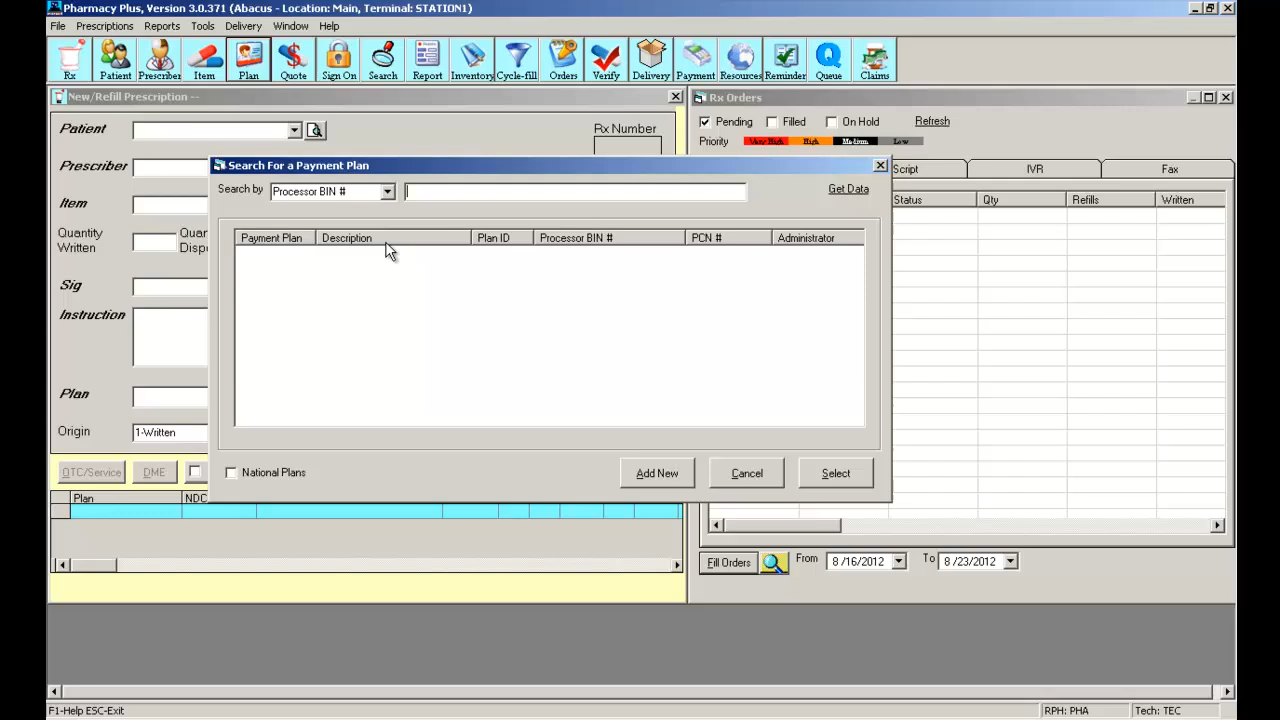 Pharmacy Plus, Version 3.0.371 (Abacus - Location: Main, Terminal: STATION1)
File Prescriptions Reports Tools Delivery Window Help
Rx Patient Prescriber Item Plan Quote Sign On Search Report Inventory Cycle-fill Orders Verify Delivery Payment Resources Reminder Queue Claims
New/Refill Prescription --
Rx Orders
Patient
Rx Number
Pending Filled On Hold Refresh
Priority Very High High Medium Low
Prescriber
Search For a Payment Plan
Script IVR Fax
Search by Processor BIN # Get Data
Item
Status Qty Refills Written
Quantity
Written
Quan
Dispe
Payment Plan Description Plan ID Processor BIN # PCN # Administrator
Sig
Instruction
Plan
Origin 1-Written
OTC/Service DME
National Plans Add New Cancel Select
Plan NDC
Fill Orders From 8 /16/2012 To 8 /23/2012
F1-Help ESC-Exit RPH: PHA Tech: TEC